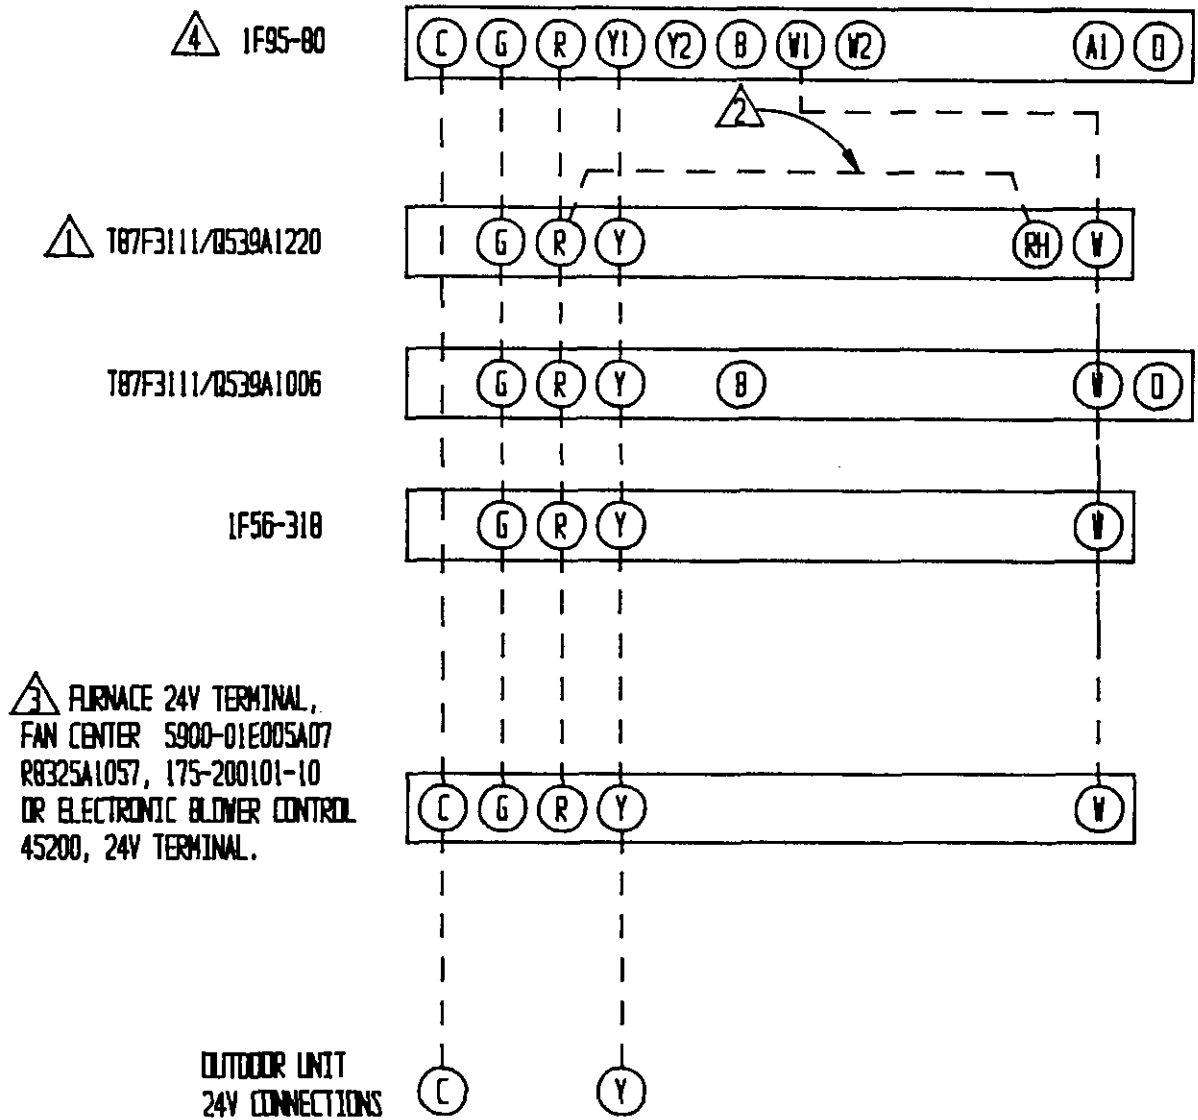 4 1F95-80 C G R Y1 Y2 B W1 W2 A1 O
2
1 T87F3111/Q539A1220 G R Y RH W
T87F3111/Q539A1006 G R Y B W O
1F56-318 G R Y W
3 FURNACE 24V TERMINAL,
FAN CENTER 5900-01E005A07
R8325A1057, 175-200101-10
OR ELECTRONIC BLOWER CONTROL
45200, 24V TERMINAL.
C G R Y W
OUTDOOR UNIT
24V CONNECTIONS
C Y